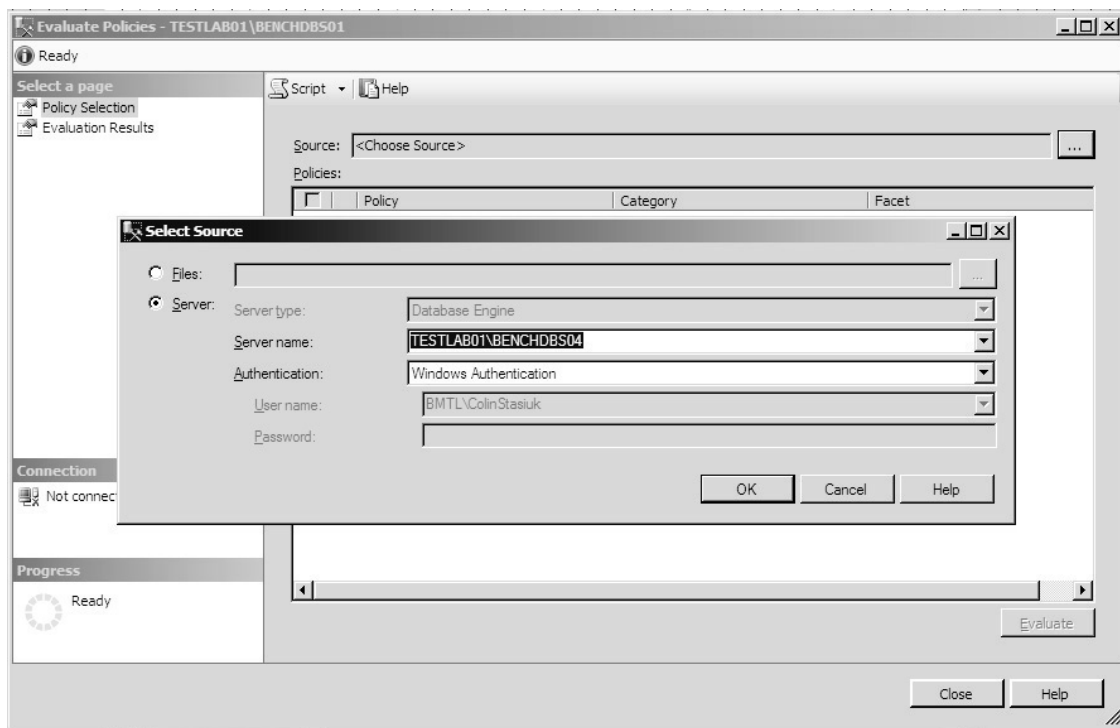 Evaluate Policies - TESTLAB01\BENCHDBS01
Ready
Select a page
Policy Selection
Evaluation Results
Script Help
Source: <Choose Source> ...
Policies:
Policy Category Facet
Select Source
Files: ...
Server: Server type: Database Engine
Server name: TESTLAB01\BENCHDBS04
Authentication: Windows Authentication
User name: BMTL\ColinStasiuk
Password:
OK Cancel Help
Connection
Not connec
Progress
Ready
Evaluate
Close Help